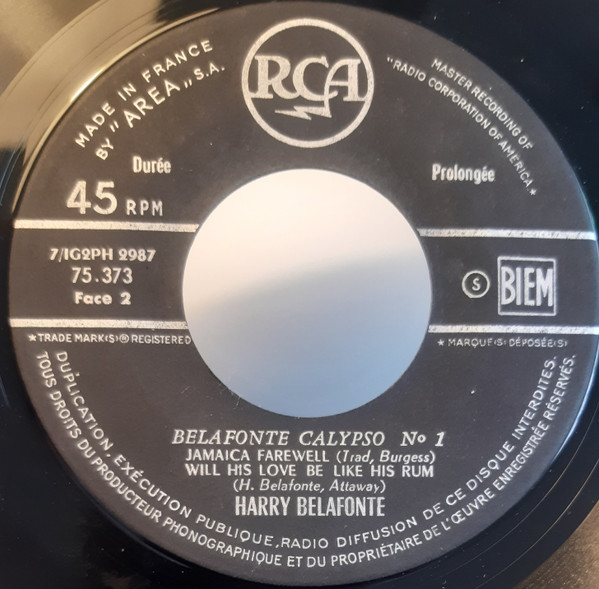 RCA
MADE IN FRANCE
BY "AREA" S.A.
MASTER RECORDING OF
"RADIO CORPORATION OF AMERICA" ★
Durée
Prolongée
45 RPM
7/IG2PH 2987
75.373
Face 2
S
BIEM
★ TRADE MARK(S) ® REGISTERED
★ MARQUE(S) DÉPOSÉE(S)
BELAFONTE CALYPSO No 1
JAMAICA FAREWELL (Trad, Burgess)
WILL HIS LOVE BE LIKE HIS RUM
(H. Belafonte, Attaway)
HARRY BELAFONTE
DUPLICATION, EXÉCUTION PUBLIQUE, RADIO DIFFUSION DE CE DISQUE INTERDITES.
TOUS DROITS DU PRODUCTEUR PHONOGRAPHIQUE ET DU PROPRIÉTAIRE DE L'ŒUVRE ENREGISTRÉE RÉSERVÉS.